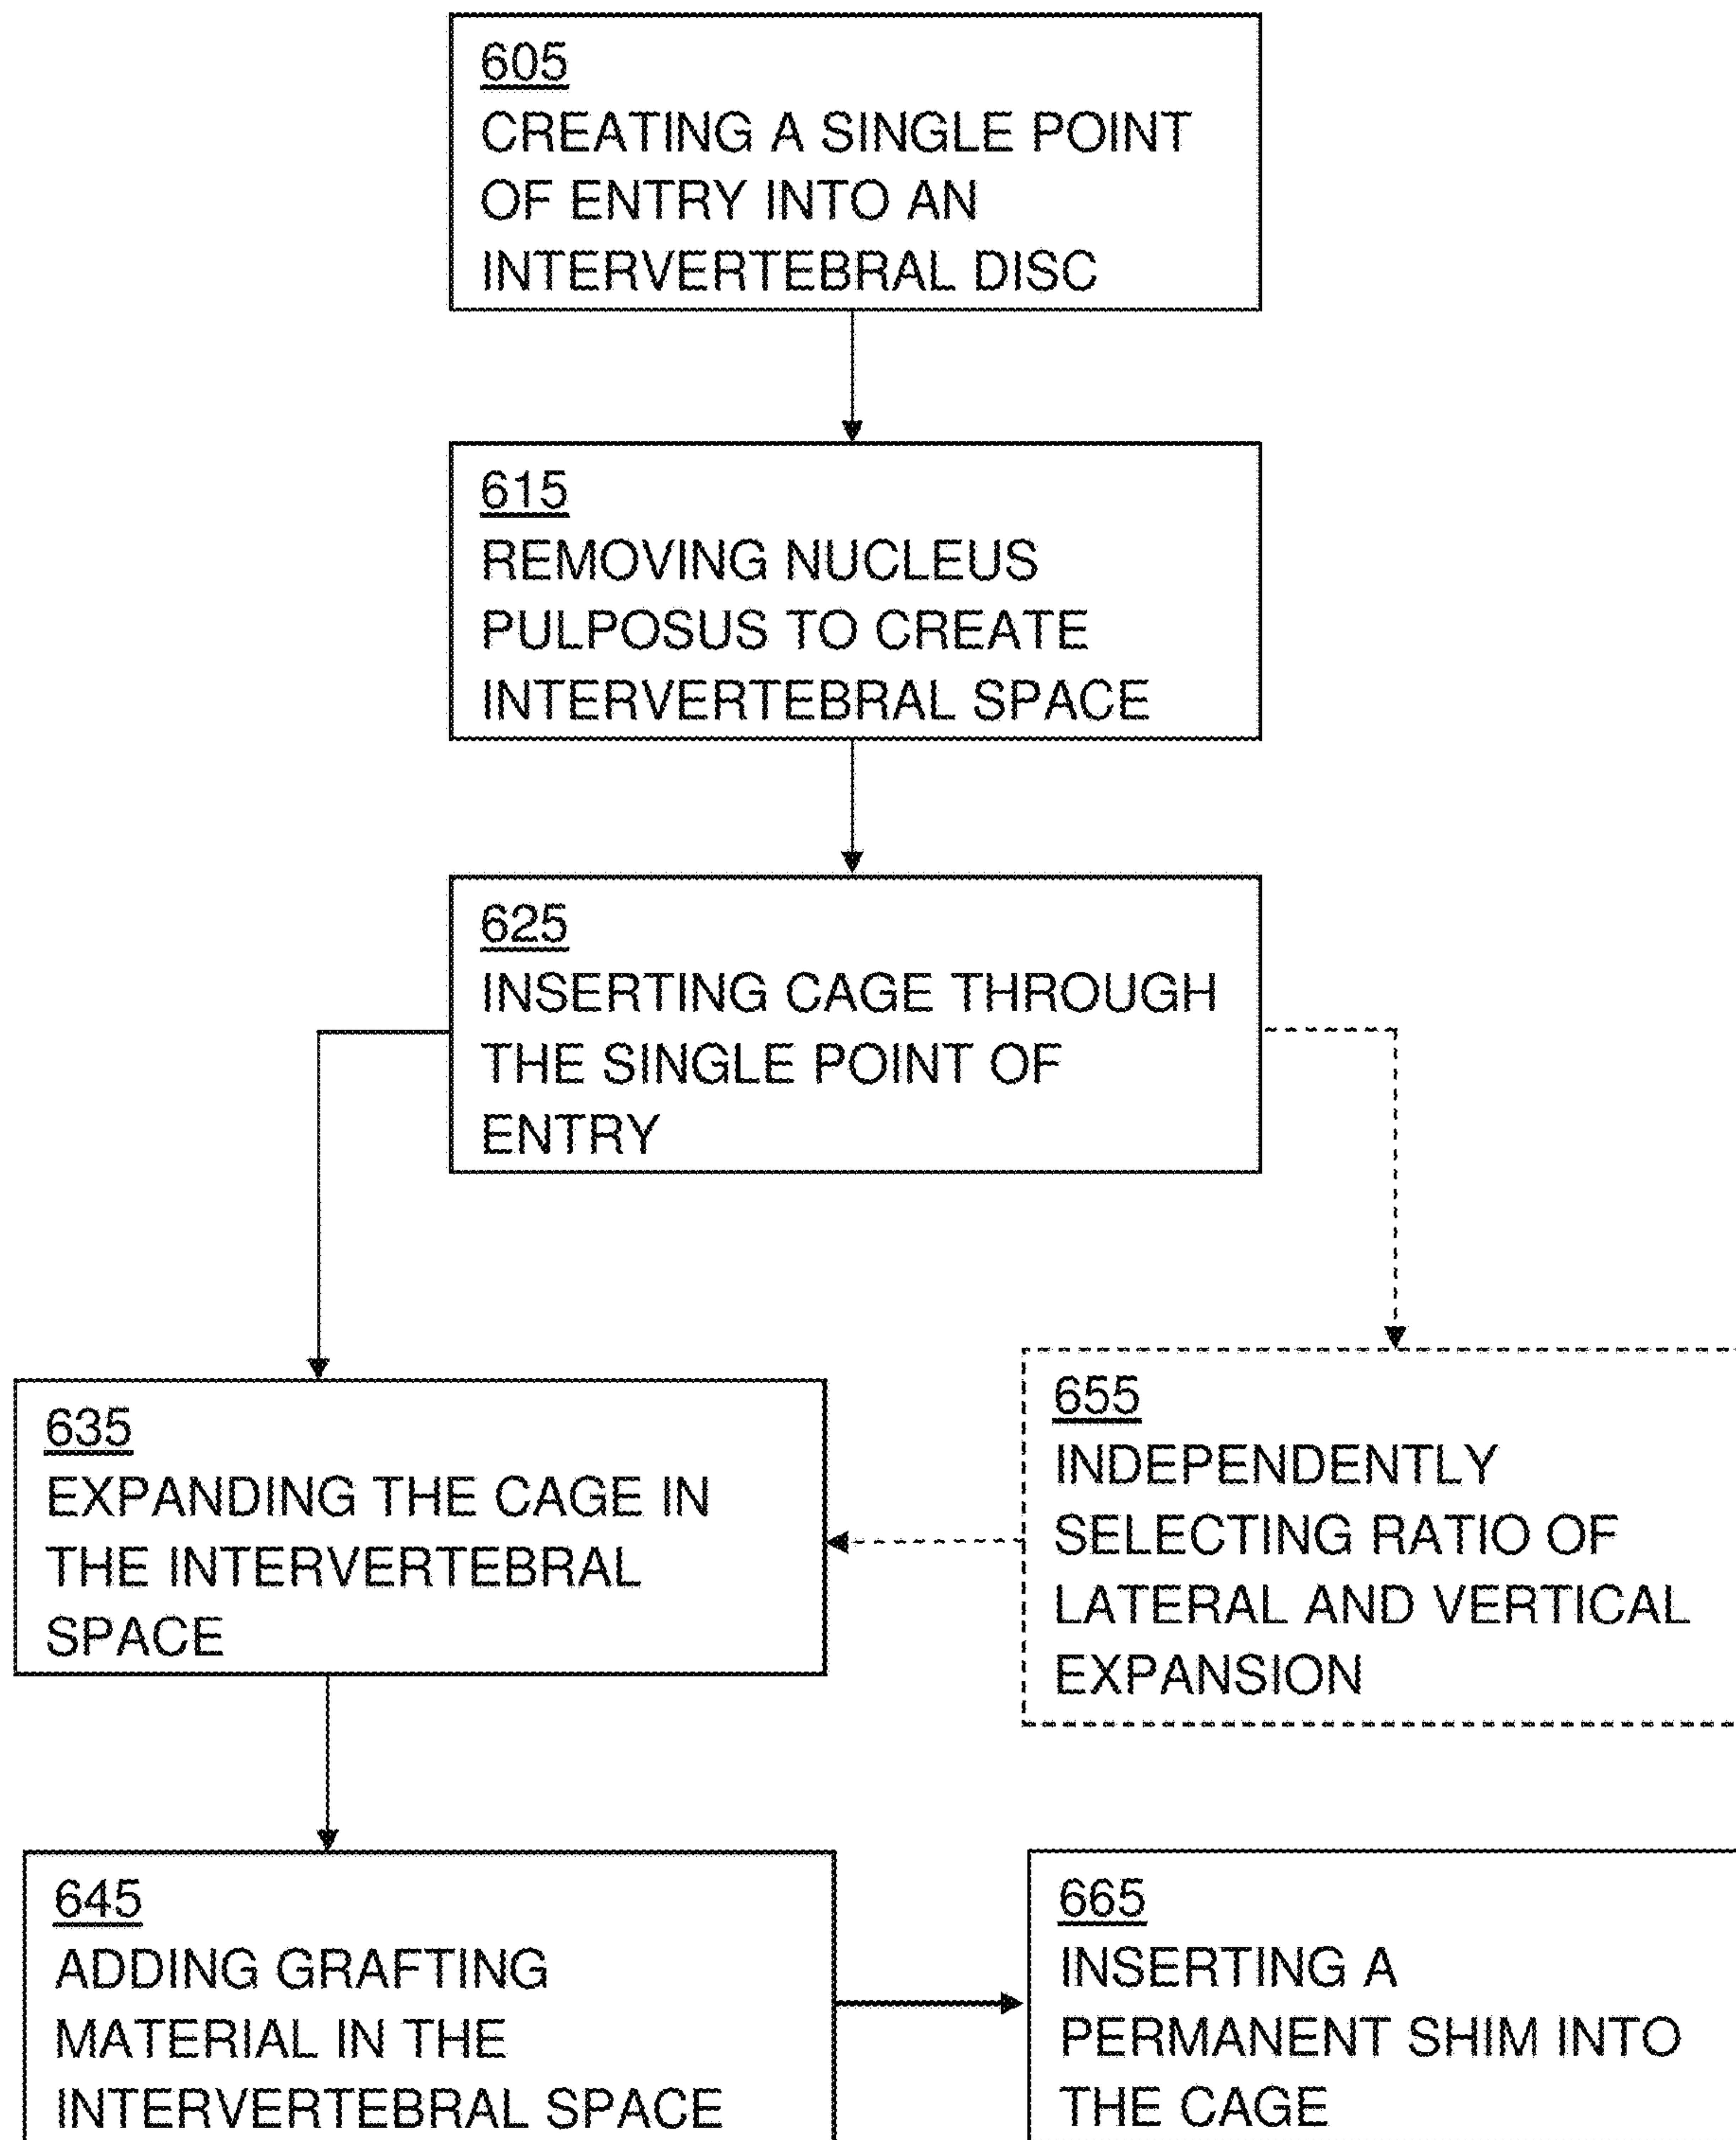 605
CREATING A SINGLE POINT
OF ENTRY INTO AN
INTERVERTEBRAL DISC
615
REMOVING NUCLEUS
PULPOSUS TO CREATE
INTERVERTEBRAL SPACE
625
INSERTING CAGE THROUGH
THE SINGLE POINT OF
ENTRY
635
EXPANDING THE CAGE IN
THE INTERVERTEBRAL
SPACE
655
INDEPENDENTLY
SELECTING RATIO OF
LATERAL AND VERTICAL
EXPANSION
645
ADDING GRAFTING
MATERIAL IN THE
INTERVERTEBRAL SPACE
665
INSERTING A
PERMANENT SHIM INTO
THE CAGE